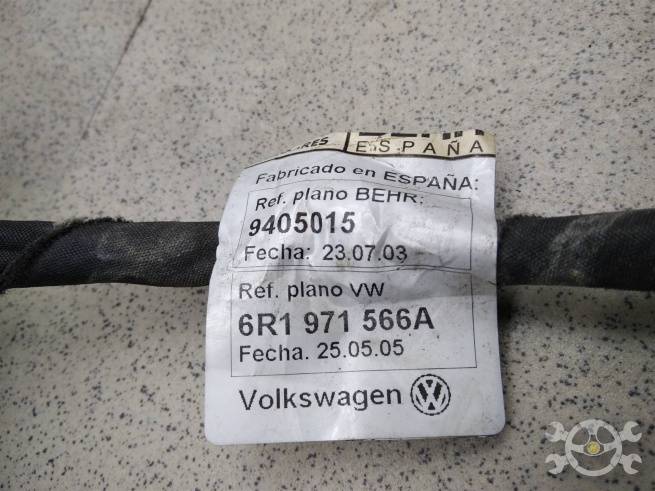 ESPAÑA
Fabricado en ESPAÑA:
Ref. plano BEHR:
9405015
Fecha: 23.07.03
Ref. plano VW
6R1 971 566A
Fecha. 25.05.05
Volkswagen